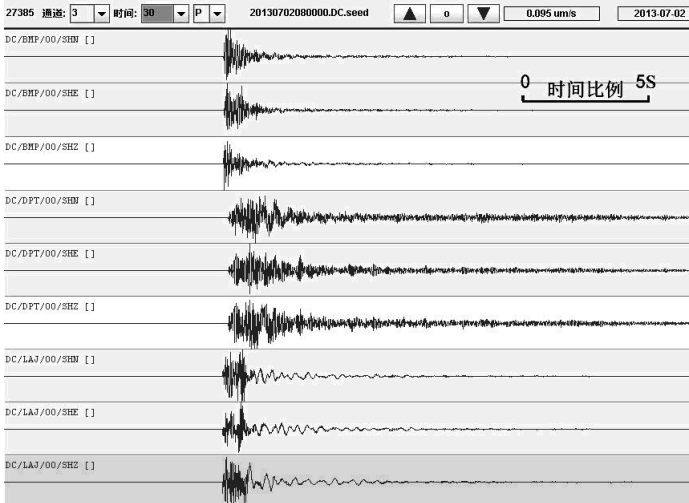 27385 通道: 3 时间: 30 P 20130702080000.DC.seed o 0.095 um/s 2013-07-02
DC/BMP/00/SHN []
0 时间比例 5S
DC/BMP/00/SHE []
DC/BMP/00/SHZ []
DC/DPT/00/SHN []
DC/DPT/00/SHE []
DC/DPT/00/SHZ []
DC/LAJ/00/SHN []
DC/LAJ/00/SHE []
DC/LAJ/00/SHZ []